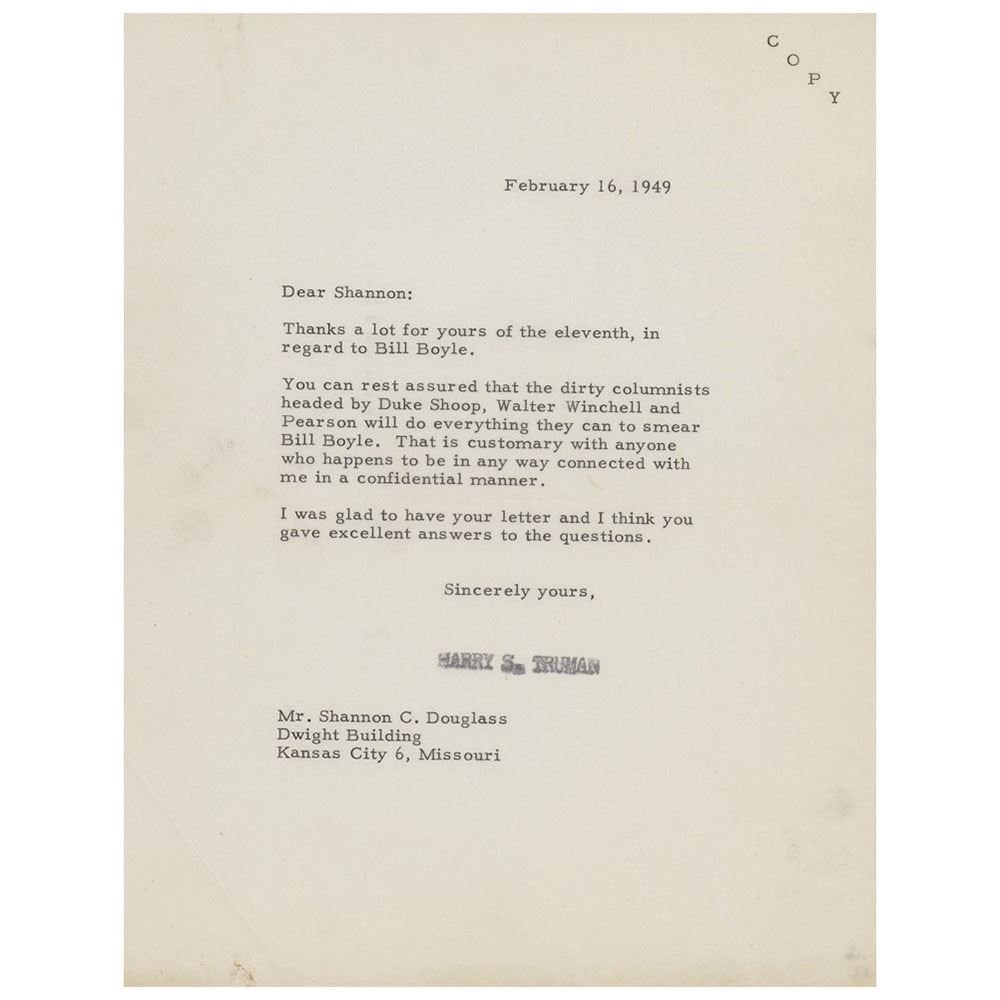 C
O
P
Y
February 16, 1949
Dear Shannon:
Thanks a lot for yours of the eleventh, in
regard to Bill Boyle.
You can rest assured that the dirty columnists
headed by Duke Shoop, Walter Winchell and
Pearson will do everything they can to smear
Bill Boyle. That is customary with anyone
who happens to be in any way connected with
me in a confidential manner.
I was glad to have your letter and I think you
gave excellent answers to the questions.
Sincerely yours,
HARRY S. TRUMAN
Mr. Shannon C. Douglass
Dwight Building
Kansas City 6, Missouri